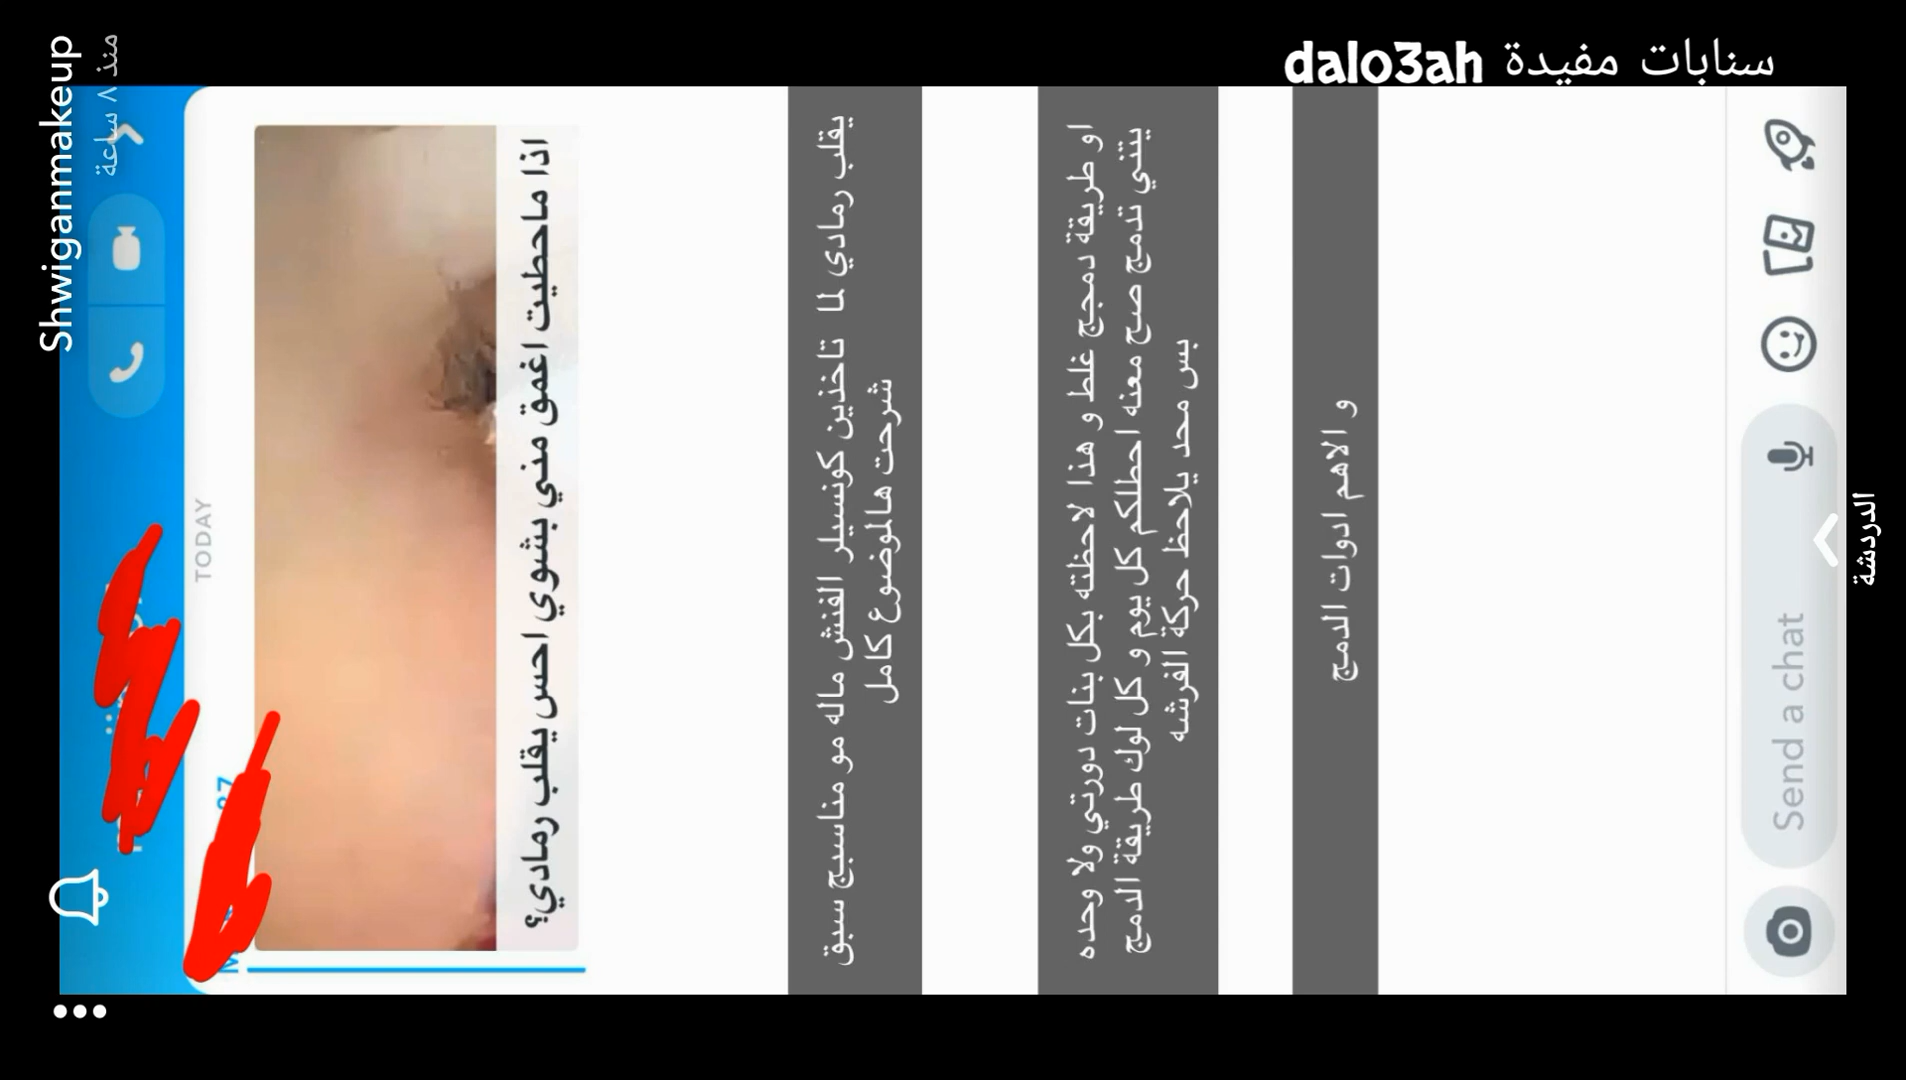 سنابات مفيدة dalo3ah
Shwiganmakeup
منذ ٨ ساعة
TODAY
اذا ماحطيت اغمق مني بشوي احس يقلب رمادي؟
يقلب رمادي لما تاخذين كونسيلر الفنش ماله مو مناسبج سبق
شرحت هالموضوع كامل
او طريقة دمجج غلط و هذا لاحظته بكل بنات دورتي ولا وحده
يتني تدمج صح معنه احطلكم كل يوم و كل لوك طريقة الدمج
بس محد يلاحظ حركة الفرشه
و الاهم ادوات الدمج
Send a chat
الدردشة